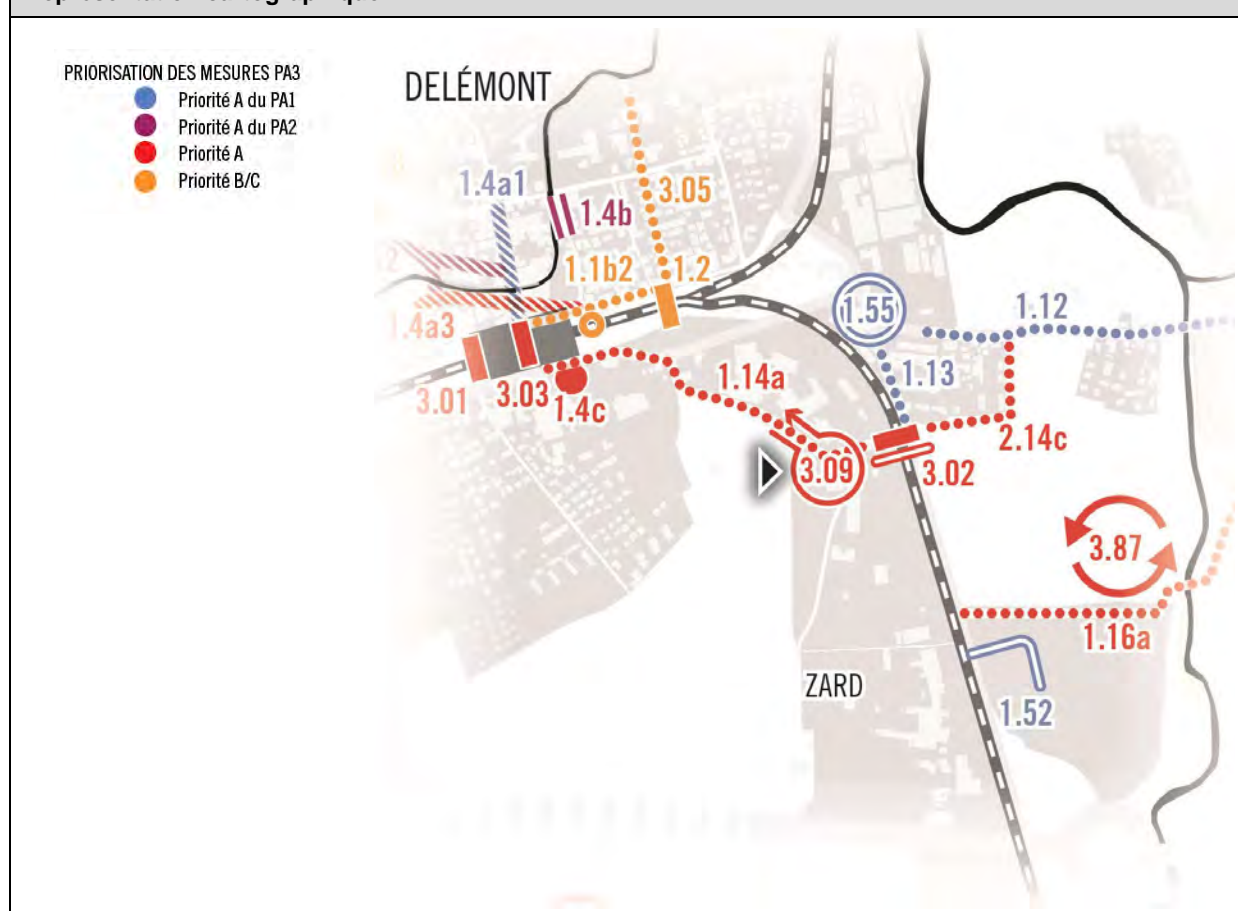 PRIORISATION DES MESURES PA3
Priorité A du PA1
Priorité A du PA2
Priorité A
Priorité B/C
DELÉMONT
1.4a1
1.4b
3.05
1.1b2
1.2
1.4a3
3.01
3.03
1.4c
1.14a
1.55
1.12
1.13
2.14c
3.09
3.02
3.87
1.16a
ZARD
1.52